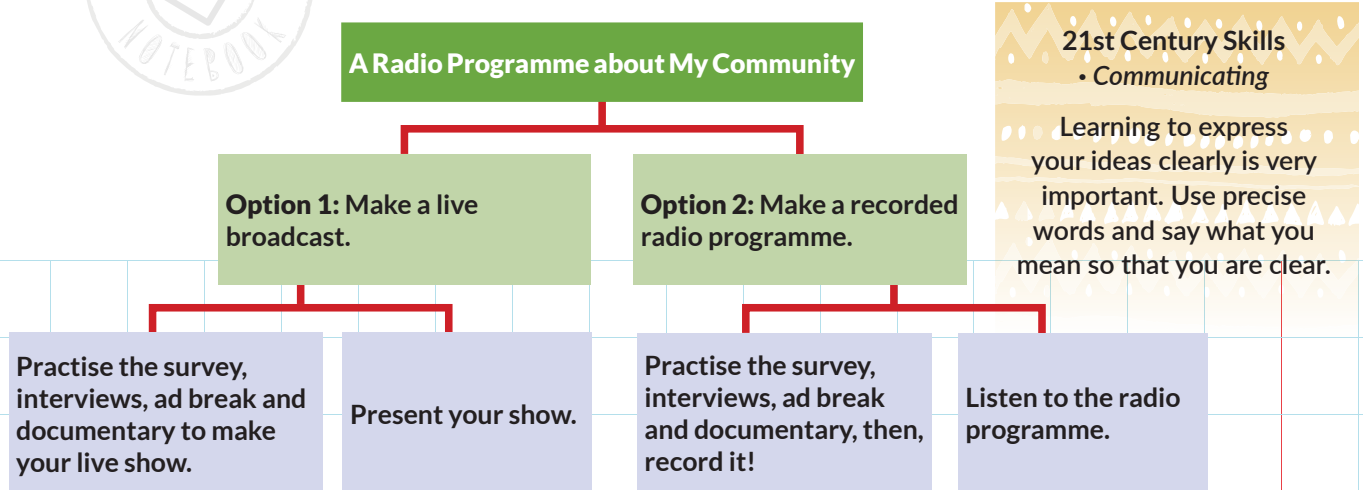 NOTEBOOK
A Radio Programme about My Community
21st Century Skills
• Communicating
Learning to express
your ideas clearly is very
important. Use precise
words and say what you
mean so that you are clear.
Option 1: Make a live
broadcast.
Option 2: Make a recorded
radio programme.
Practise the survey,
interviews, ad break and
documentary to make
your live show.
Present your show.
Practise the survey,
interviews, ad break
and documentary, then,
record it!
Listen to the radio
programme.